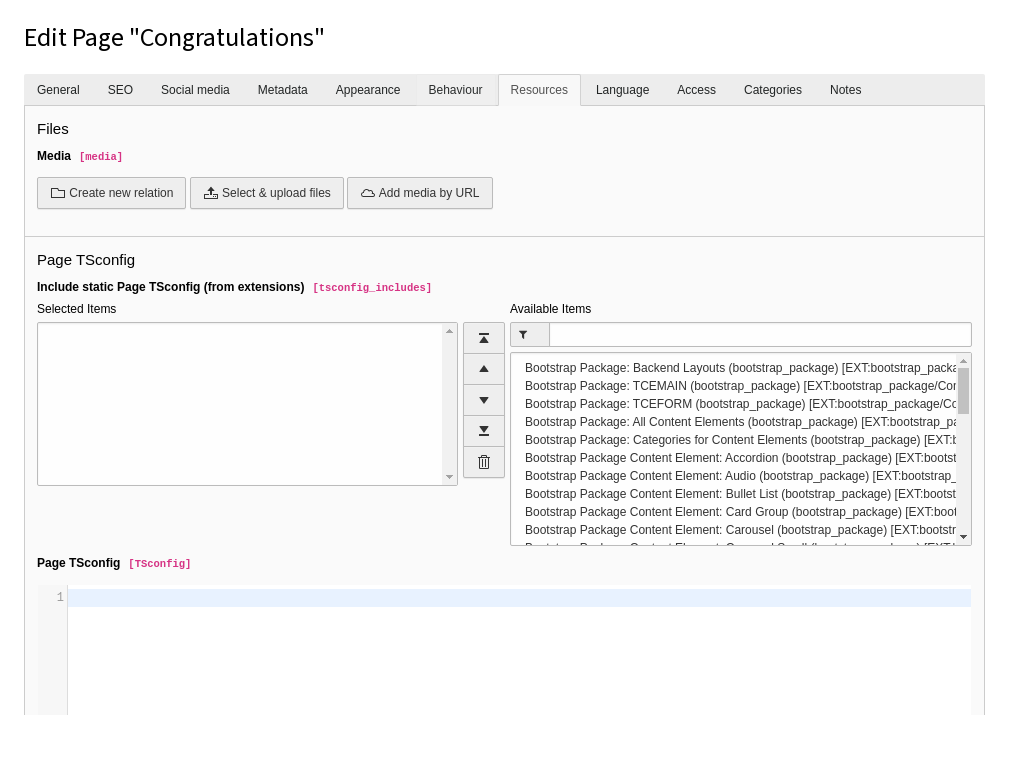 Edit Page "Congratulations"
General SEO Social media Metadata Appearance Behaviour Resources Language Access Categories Notes
Files
Media [media]
Create new relation Select & upload files Add media by URL
Page TSconfig
Include static Page TSconfig (from extensions) [tsconfig_includes]
Selected Items Available Items
Bootstrap Package: Backend Layouts (bootstrap_package) [EXT:bootstrap_packa
Bootstrap Package: TCEMAIN (bootstrap_package) [EXT:bootstrap_package/Cor
Bootstrap Package: TCEFORM (bootstrap_package) [EXT:bootstrap_package/Co
Bootstrap Package: All Content Elements (bootstrap_package) [EXT:bootstrap_pa
Bootstrap Package: Categories for Content Elements (bootstrap_package) [EXT:b
Bootstrap Package Content Element: Accordion (bootstrap_package) [EXT:bootst
Bootstrap Package Content Element: Audio (bootstrap_package) [EXT:bootstrap_
Bootstrap Package Content Element: Bullet List (bootstrap_package) [EXT:bootst
Bootstrap Package Content Element: Card Group (bootstrap_package) [EXT:boot
Bootstrap Package Content Element: Carousel (bootstrap_package) [EXT:bootstr
Page TSconfig [TSconfig]
1